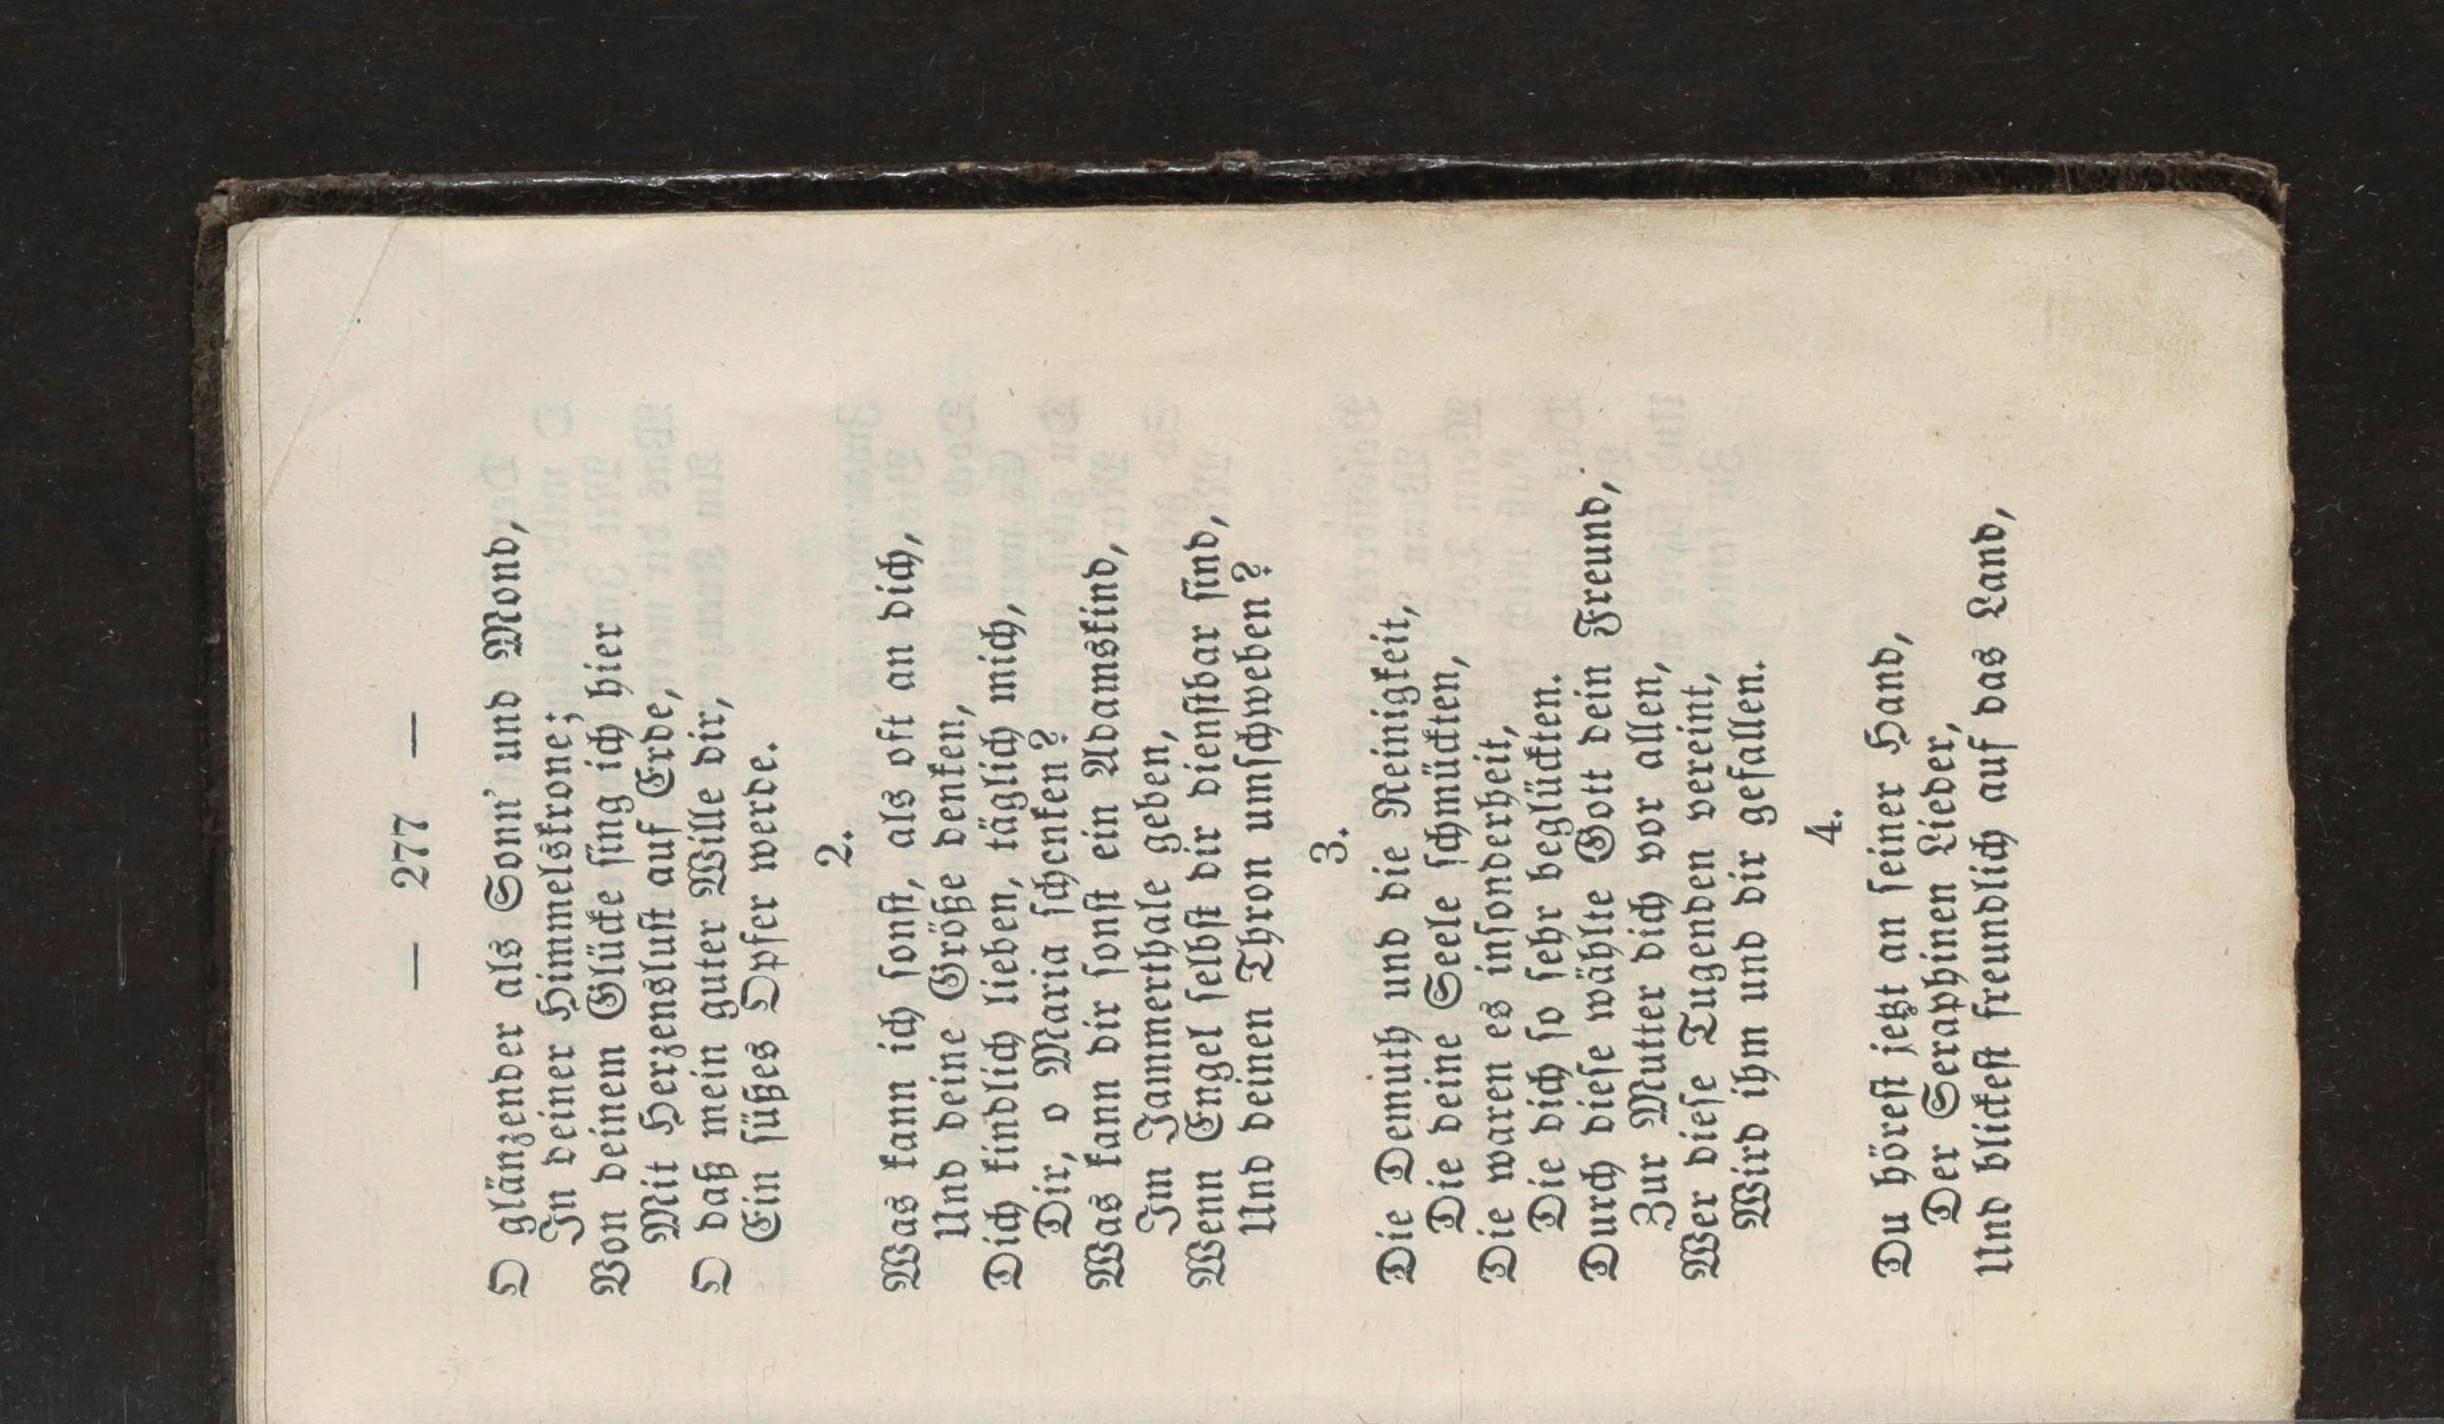 — 277 —
O glänzender als Sonn' und Mond,
In deiner Himmelskrone;
Von deinem Glücke sing ich hier
Mit Herzenslust auf Erde,
O daß mein guter Wille dir,
Ein süßes Opfer werde.
2.
Was kann ich sonst, als oft an dich,
Und deine Größe denken,
Dich kindlich lieben, täglich mich,
Dir, o Maria schenken?
Was kann dir sonst ein Adamskind,
Im Jammerthale geben,
Wenn Engel selbst dir dienstbar sind,
Und deinen Thron umschweben?
3.
Die Demuth und die Reinigkeit,
Die deine Seele schmückten,
Die waren es insonderheit,
Die dich so sehr beglückten.
Durch diese wählte Gott dein Freund,
Zur Mutter dich vor allen,
Wer diese Tugenden vereint,
Wird ihm und dir gefallen.
4.
Du hörest jetzt an seiner Hand,
Der Seraphinen Lieder,
Und blickest freundlich auf das Land,